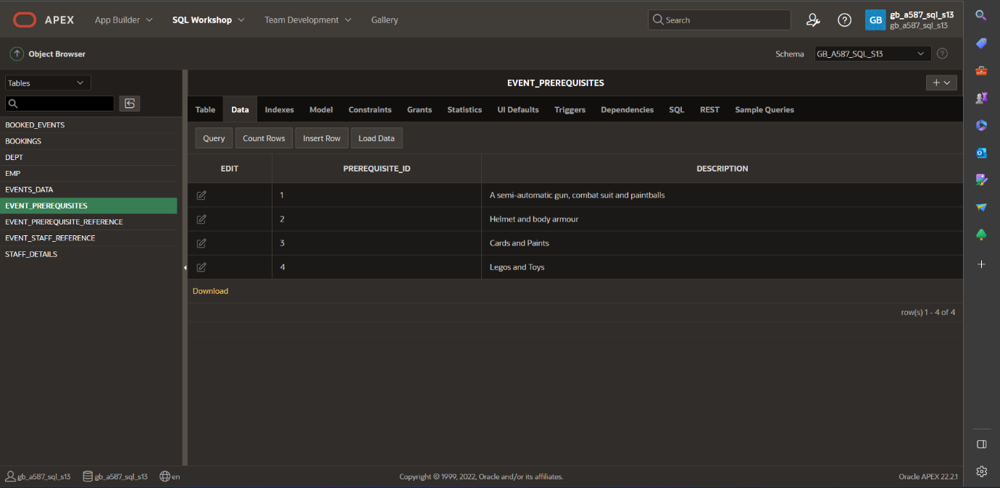 APEX App Builder SQL Workshop Team Development Gallery Search GB gb_a587_sql_s13
gb_a587_sql_s13
Object Browser Schema GB_A587_SQL_S13
Tables
EVENT_PREREQUISITES
Table Data Indexes Model Constraints Grants Statistics UI Defaults Triggers Dependencies SQL REST Sample Queries
BOOKED_EVENTS
BOOKINGS
DEPT
EMP
EVENTS_DATA
EVENT_PREREQUISITES
EVENT_PREREQUISITE_REFERENCE
EVENT_STAFF_REFERENCE
STAFF_DETAILS
Query Count Rows Insert Row Load Data
EDIT PREREQUISITE_ID DESCRIPTION
1 A semi-automatic gun, combat suit and paintballs
2 Helmet and body armour
3 Cards and Paints
4 Legos and Toys
Download
row(s) 1 - 4 of 4
gb_a587_sql_s13 gb_a587_sql_s13 en Copyright © 1999, 2022, Oracle and/or its affiliates. Oracle APEX 22.2.1